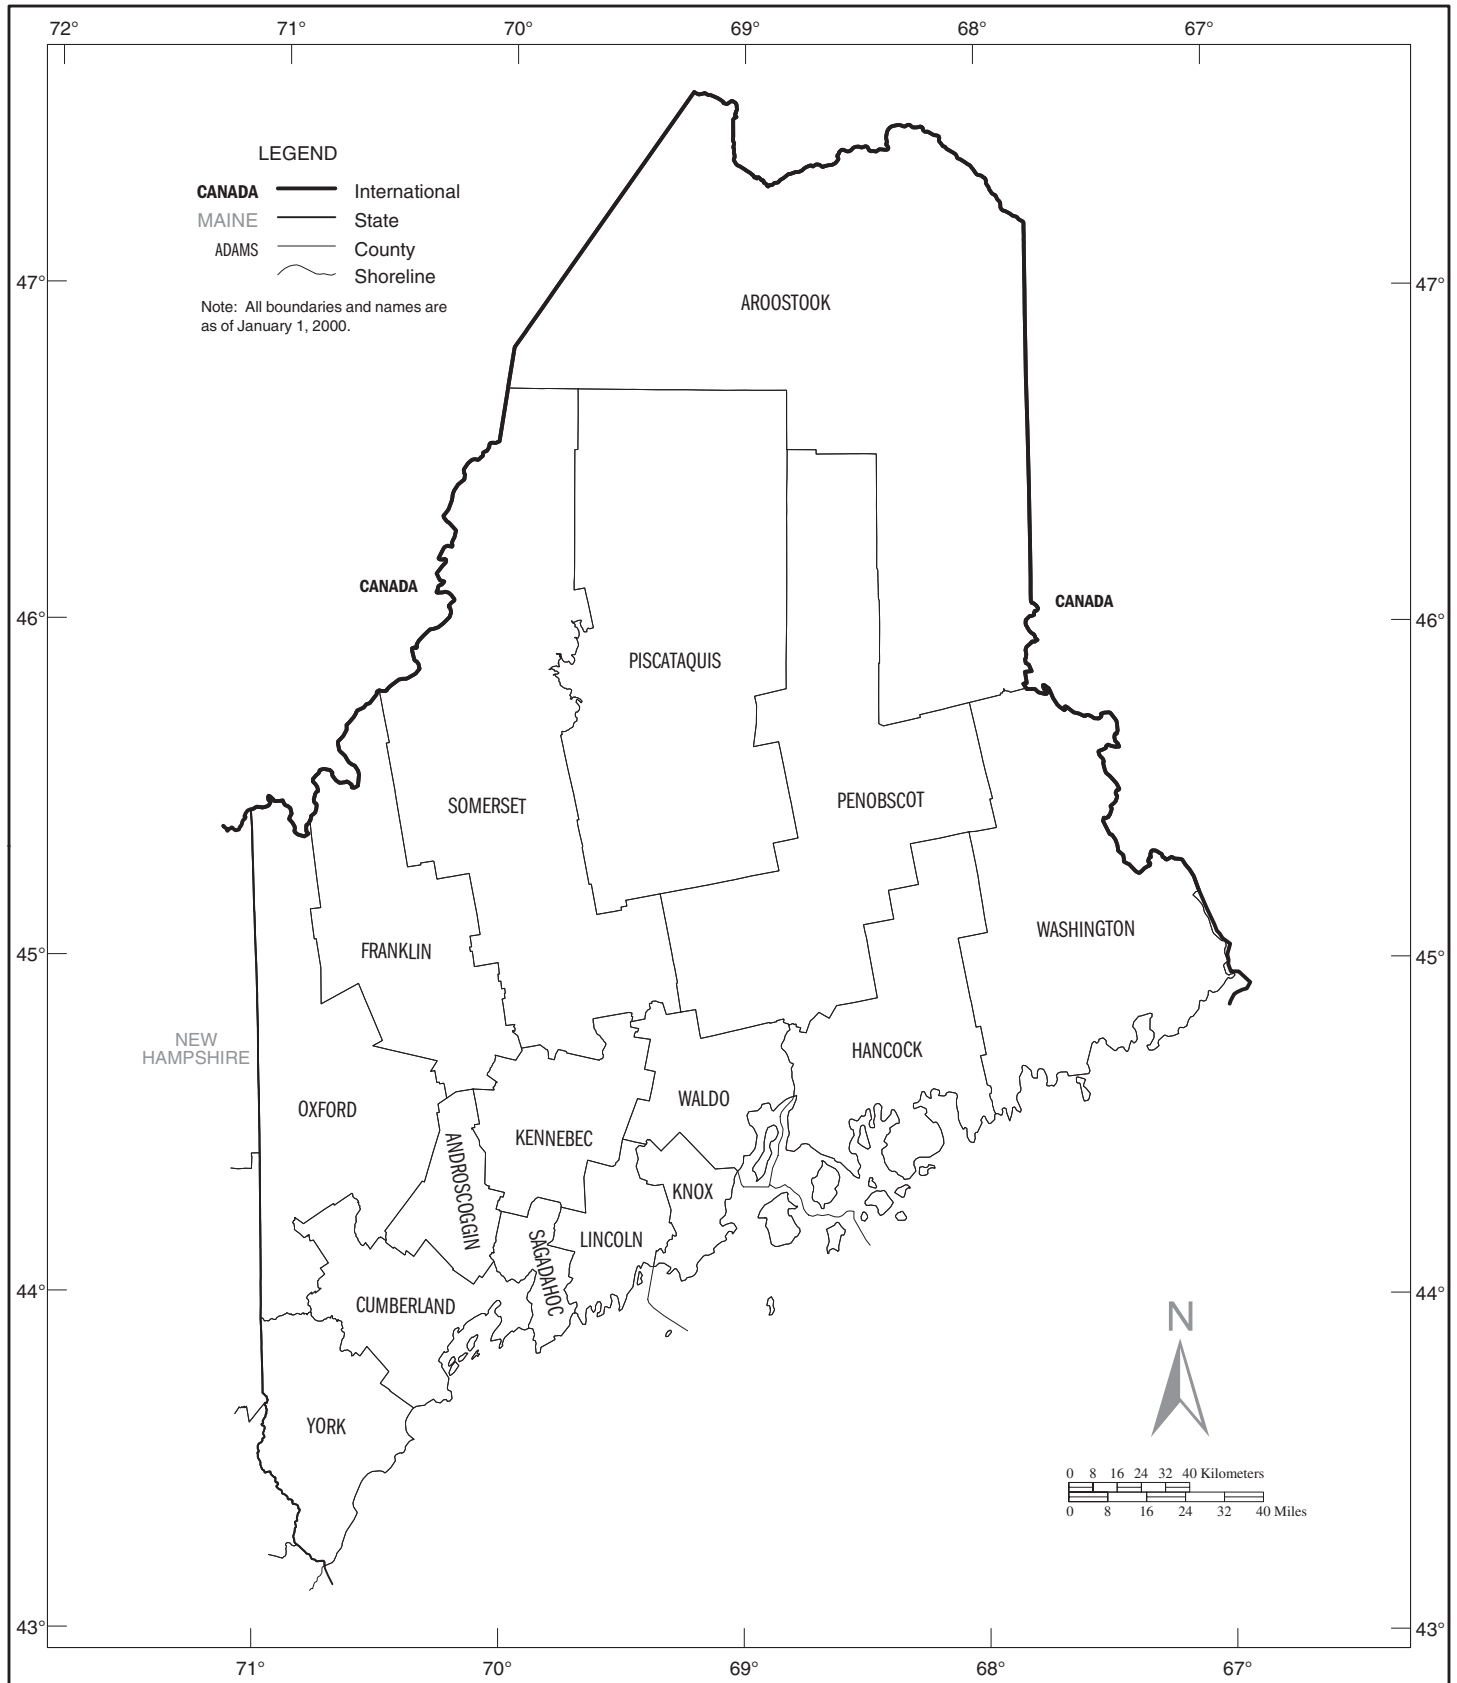 72° 71° 70° 69° 68° 67°
LEGEND
CANADA International
MAINE State
ADAMS County
Shoreline
Note: All boundaries and names are
as of January 1, 2000.
47° 47°
AROOSTOOK
CANADA
CANADA
46° 46°
PISCATAQUIS
SOMERSET
PENOBSCOT
WASHINGTON
FRANKLIN
45° 45°
NEW
HAMPSHIRE
HANCOCK
WALDO
OXFORD
KENNEBEC
ANDROSCOGGIN
KNOX
LINCOLN
SAGADAHOC
44° 44°
CUMBERLAND
N
YORK
0 8 16 24 32 40 Kilometers
0 8 16 24 32 40 Miles
43° 43°
71° 70° 69° 68° 67°